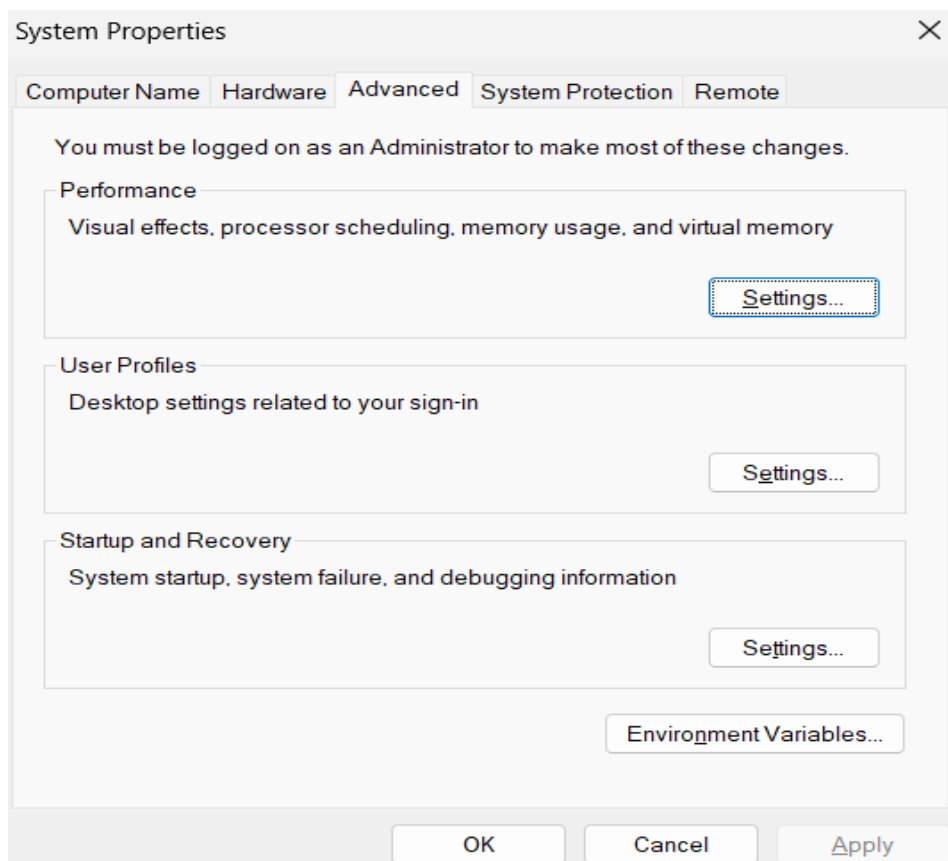 System Properties
Computer Name Hardware Advanced System Protection Remote
You must be logged on as an Administrator to make most of these changes.
Performance
Visual effects, processor scheduling, memory usage, and virtual memory
Settings...
User Profiles
Desktop settings related to your sign-in
Settings...
Startup and Recovery
System startup, system failure, and debugging information
Settings...
Environment Variables...
OK Cancel Apply